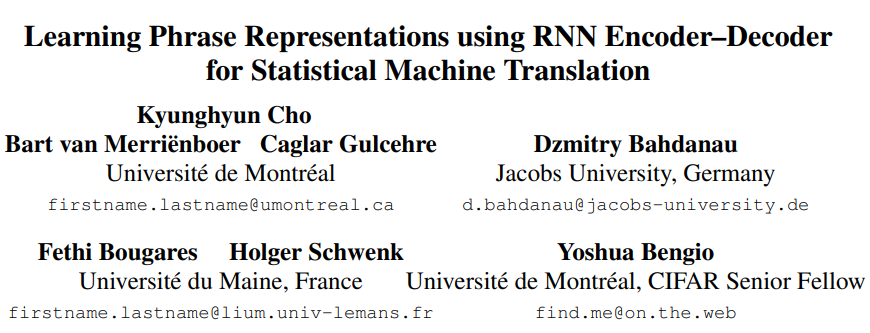 Learning Phrase Representations using RNN Encoder–Decoder
for Statistical Machine Translation
Kyunghyun Cho
Bart van Merriënboer Caglar Gulcehre
Université de Montréal
firstname.lastname@umontreal.ca
Dzmitry Bahdanau
Jacobs University, Germany
d.bahdanau@jacobs-university.de
Fethi Bougares Holger Schwenk
Université du Maine, France
firstname.lastname@lium.univ-lemans.fr
Yoshua Bengio
Université de Montréal, CIFAR Senior Fellow
find.me@on.the.web